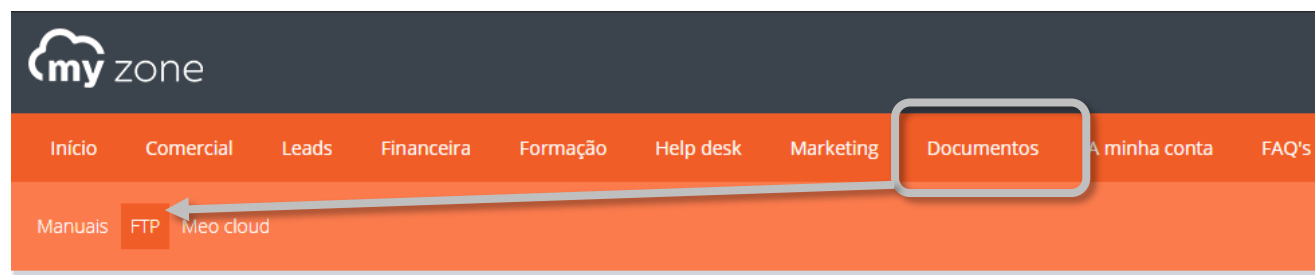 my zone
Início Comercial Leads Financeira Formação Help desk Marketing Documentos A minha conta FAQ's
Manuais FTP Meo cloud